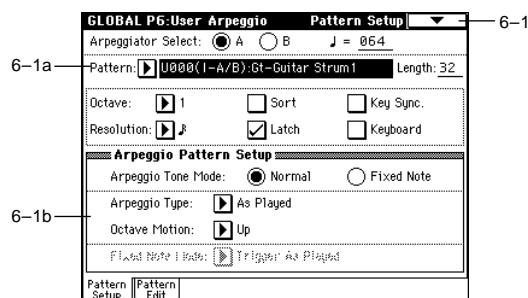 GLOBAL P6:User Arpeggio Pattern Setup
6–1
Arpeggiator Select: A B ♩ = 064
6–1a
Pattern: U000(I-A/B):Gt-Guitar Strum1 Length: 32
Octave: 1 Sort Key Sync.
Resolution: ♪ Latch Keyboard
Arpeggio Pattern Setup
Arpeggio Tone Mode: Normal Fixed Note
6–1b
Arpeggio Type: As Played
Octave Motion: Up
Fixed Note Mode: Trigger As Played
Pattern Setup Pattern Edit